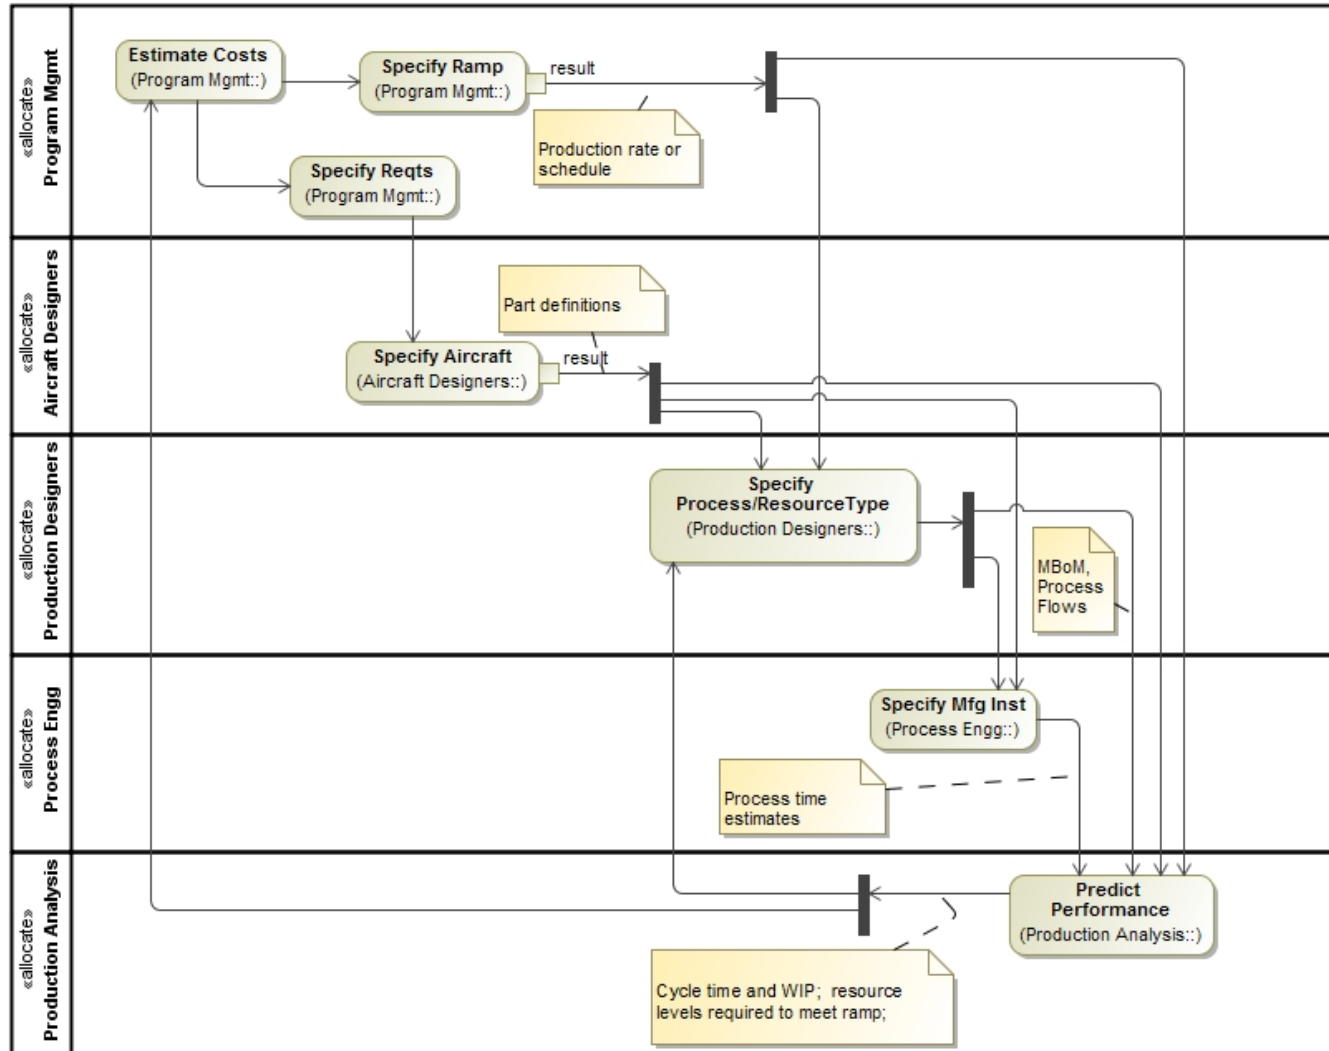 «allocate»
Program Mgmt
Estimate Costs
(Program Mgmt::)
Specify Ramp
(Program Mgmt::)
result
Production rate or
schedule
Specify Reqts
(Program Mgmt::)
«allocate»
Aircraft Designers
Part definitions
Specify Aircraft
(Aircraft Designers::)
result
«allocate»
Production Designers
Specify
Process/ResourceType
(Production Designers::)
MBoM,
Process
Flows
«allocate»
Process Engg
Specify Mfg Inst
(Process Engg::)
Process time
estimates
«allocate»
Production Analysis
Predict
Performance
(Production Analysis::)
Cycle time and WIP;  resource
levels required to meet ramp;